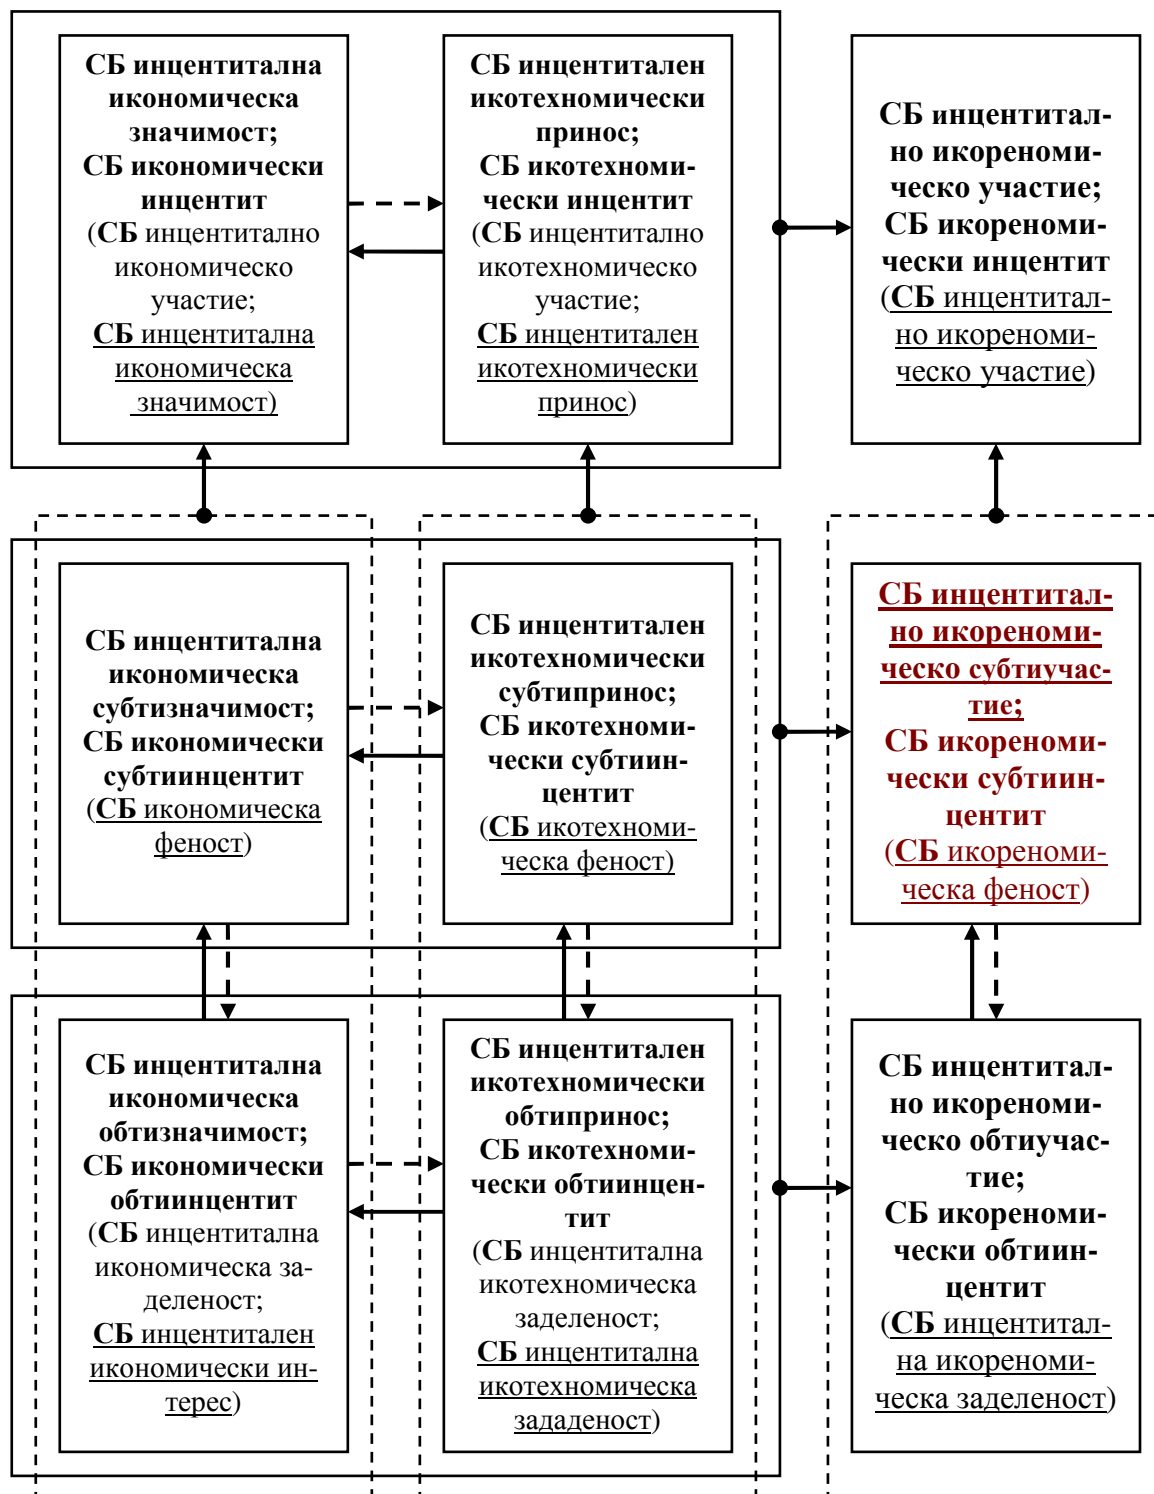 СБ инцентитална
икономическа
значимост;
СБ икономически
инцентит
(СБ инцентитално
икономическо
участие;
СБ инцентитална
икономическа
значимост)
СБ инцентитален
икотехномически
принос;
СБ икотехноми-
чески инцентит
(СБ инцентитално
икотехномическо
участие;
СБ инцентитален
икотехномически
принос)
СБ инцентитал-
но икореноми-
ческо участие;
СБ икореноми-
чески инцентит
(СБ инцентитал-
но икореноми-
ческо участие)
СБ инцентитална
икономическа
субтизначимост;
СБ икономически
субтиинцентит
(СБ икономическа
феност)
СБ инцентитален
икотехномически
субтипринос;
СБ икотехноми-
чески субтиин-
центит
(СБ икотехноми-
ческа феност)
СБ инцентитал-
но икореноми-
ческо субтиучас-
тие;
СБ икореноми-
чески субтиин-
центит
(СБ икореноми-
ческа феност)
СБ инцентитална
икономическа
обтизначимост;
СБ икономически
обтиинцентит
(СБ инцентитална
икономическа за-
деленост;
СБ инцентитален
икономически ин-
терес)
СБ инцентитален
икотехномически
обтипринос;
СБ икотехноми-
чески обтиинцен-
тит
(СБ инцентитална
икотехномическа
заделеност;
СБ инцентитална
икотехномическа
зададеност)
СБ инцентитал-
но икореноми-
ческо обтиучас-
тие;
СБ икореноми-
чески обтиин-
центит
(СБ инцентитал-
на икореноми-
ческа заделеност)